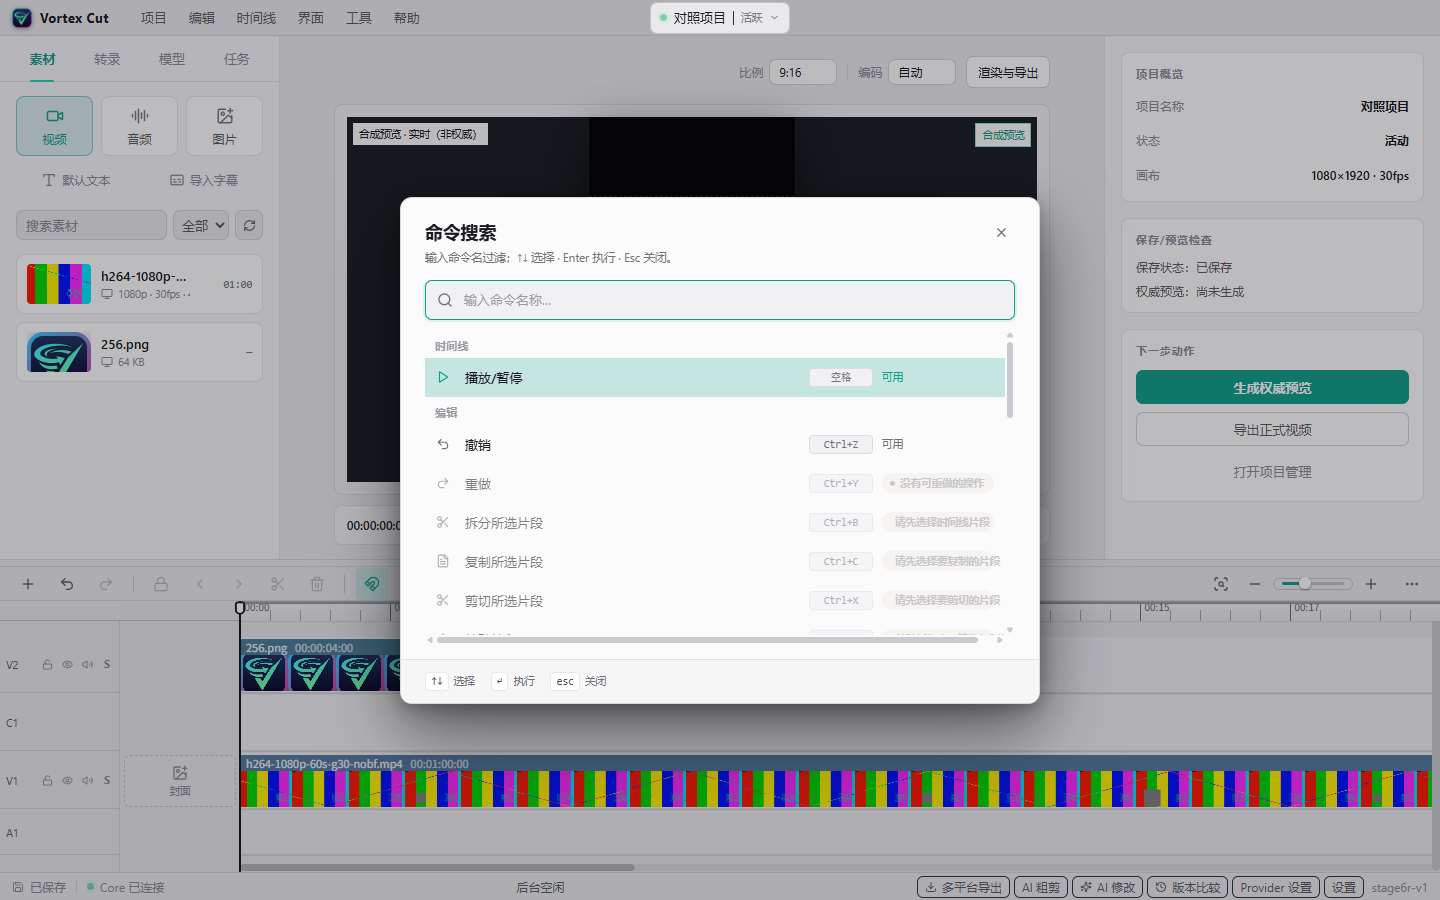 Vortex Cut 项目 编辑 时间线 界面 工具 帮助
对照项目 | 活跃
素材 转录 模型 任务
视频 音频 图片
默认文本 导入字幕
搜索素材 全部
h264-1080p-...
1080p · 30fps · 01:00
256.png
64 KB –
比例 9:16 编码 自动 渲染与导出
合成预览 · 实时（非权威） 合成预览
00:00:00:0
项目概览
项目名称 对照项目
状态 活动
画布 1080×1920 · 30fps
保存/预览检查
保存状态：已保存
权威预览：尚未生成
下一步动作
生成权威预览
导出正式视频
打开项目管理
命令搜索
输入命令名过滤；↑↓ 选择 · Enter 执行 · Esc 关闭。
输入命令名称...
时间线
播放/暂停 空格 可用
编辑
撤销 Ctrl+Z 可用
重做 Ctrl+Y 没有可重做的操作
拆分所选片段 Ctrl+B 请先选择时间线片段
复制所选片段 Ctrl+C 请先选择要复制的片段
剪切所选片段 Ctrl+X 请先选择要剪切的片段
↑↓ 选择 ↵ 执行 esc 关闭
00:00 00:15 00:17
V2 S 256.png 00:00:04:00
C1
V1 S 封面 h264-1080p-60s-g30-nobf.mp4 00:01:00:00
A1
已保存 Core 已连接 后台空闲 多平台导出 AI 粗剪 AI 修改 版本比较 Provider 设置 设置 stage6r-v1